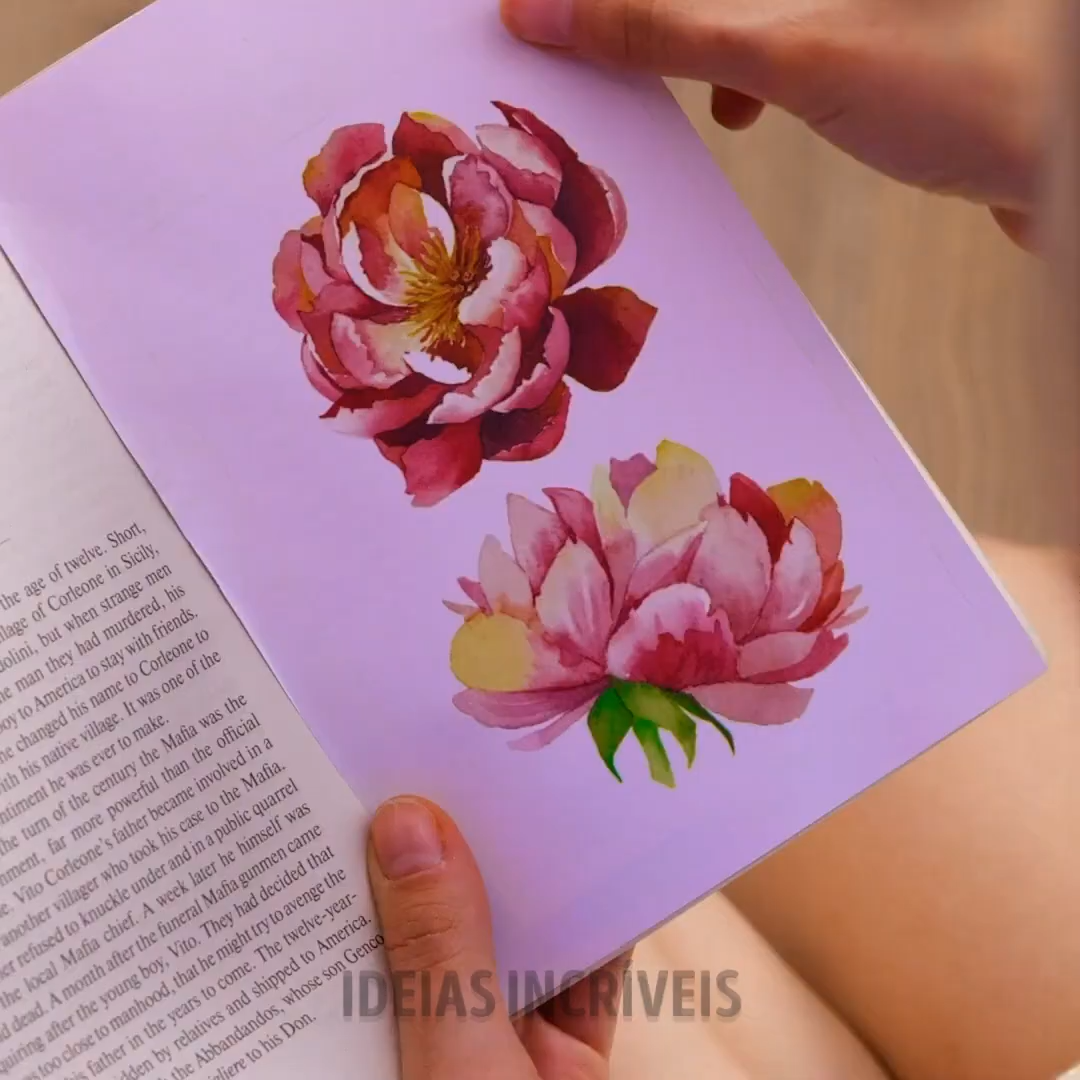 the age of twelve. Short,
llage of Corleone in Sicily,
dolini, but when strange men
he man they had murdered, his
boy to America to stay with friends.
he changed his name to Corleone to
ith his native village. It was one of the
ntiment he was ever to make.
the turn of the century the Mafia was the
nment, far more powerful than the official
e. Vito Corleone's father became involved in a
another villager who took his case to the Mafia.
er refused to knuckle under and in a public quarrel
the local Mafia chief. A week later he himself was
d dead. A month after the funeral Mafia gunmen came
quiring after the young boy, Vito. They had decided that
as too close to manhood, that he might try to avenge the
his father in the years to come. The twelve-year-
dden by relatives and shipped to America.
the Abbandandos, whose son Genco
gliere to his Don.
IDEIAS INCRÍVEIS